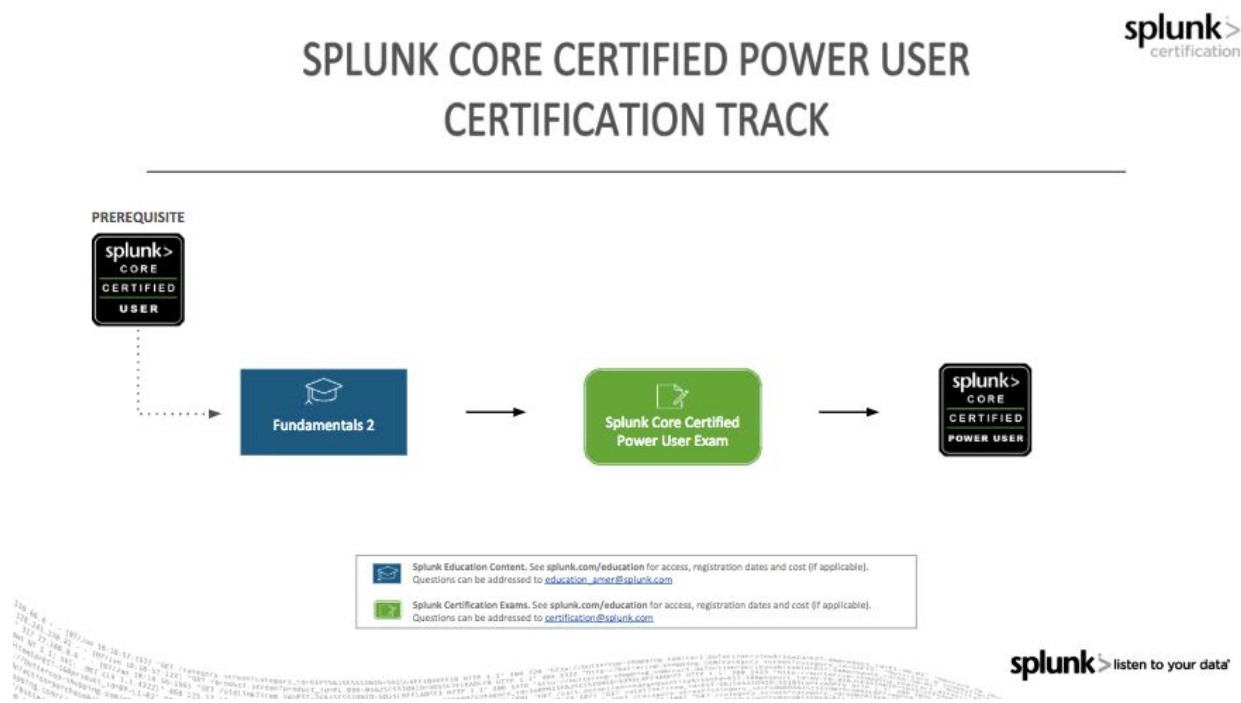 splunk>
certification
SPLUNK CORE CERTIFIED POWER USER
CERTIFICATION TRACK
PREREQUISITE
splunk>
CORE
CERTIFIED
USER
Fundamentals 2
Splunk Core Certified
Power User Exam
splunk>
CORE
CERTIFIED
POWER USER
Splunk Education Content. See splunk.com/education for access, registration dates and cost (if applicable).
Questions can be addressed to education_amer@splunk.com
Splunk Certification Exams. See splunk.com/education for access, registration dates and cost (if applicable).
Questions can be addressed to certification@splunk.com
splunk> listen to your data®